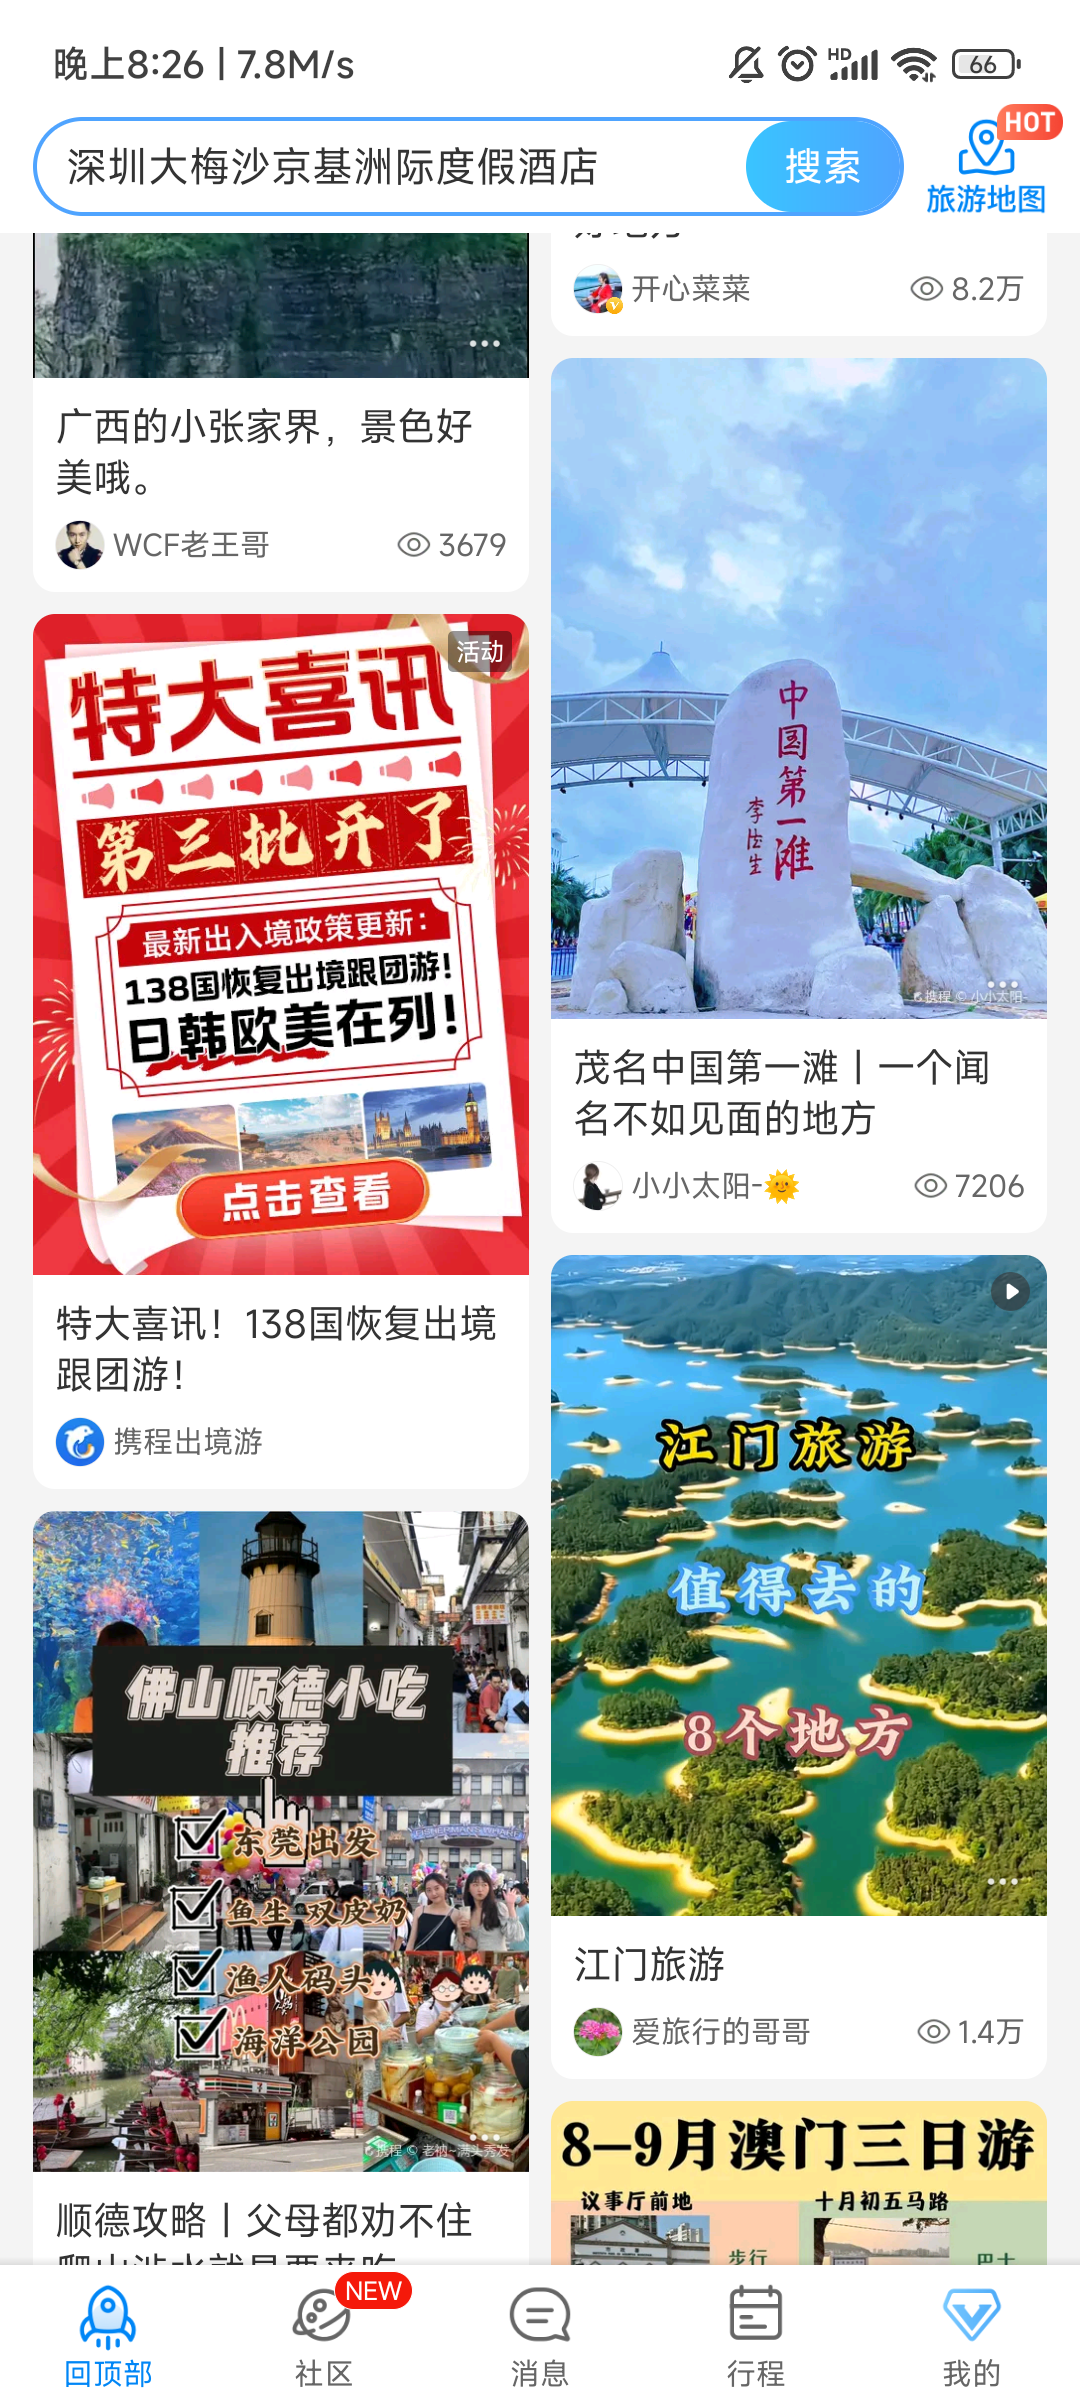 晚上8:26 | 7.8M/s
HD
66
深圳大梅沙京基洲际度假酒店
搜索
HOT
旅游地图
广西的小张家界，景色好
美哦。
WCF老王哥
3679
活动
特大喜讯
第三批开了
最新出入境政策更新：
138国恢复出境跟团游！
日韩欧美在列！
点击查看
特大喜讯！138国恢复出境
跟团游！
携程出境游
佛山顺德小吃
推荐
东莞出发
鱼生 双皮奶
渔人码头
海洋公园
携程 © 老衲~满头秀发
顺德攻略丨父母都劝不住
开心菜菜
8.2万
中国第一滩
李德生
携程 © 小小太阳-
茂名中国第一滩丨一个闻
名不如见面的地方
小小太阳-🌞
7206
江门旅游
值得去的
8个地方
江门旅游
爱旅行的哥哥
1.4万
8—9月澳门三日游
议事厅前地
十月初五马路
步行
巴士
回顶部
NEW
社区
消息
行程
我的